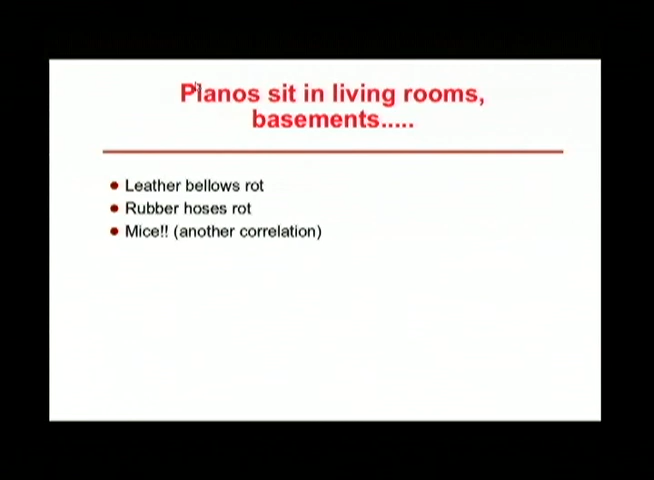 Pianos sit in living rooms,
basements.....
Leather bellows rot
Rubber hoses rot
Mice!! (another correlation)